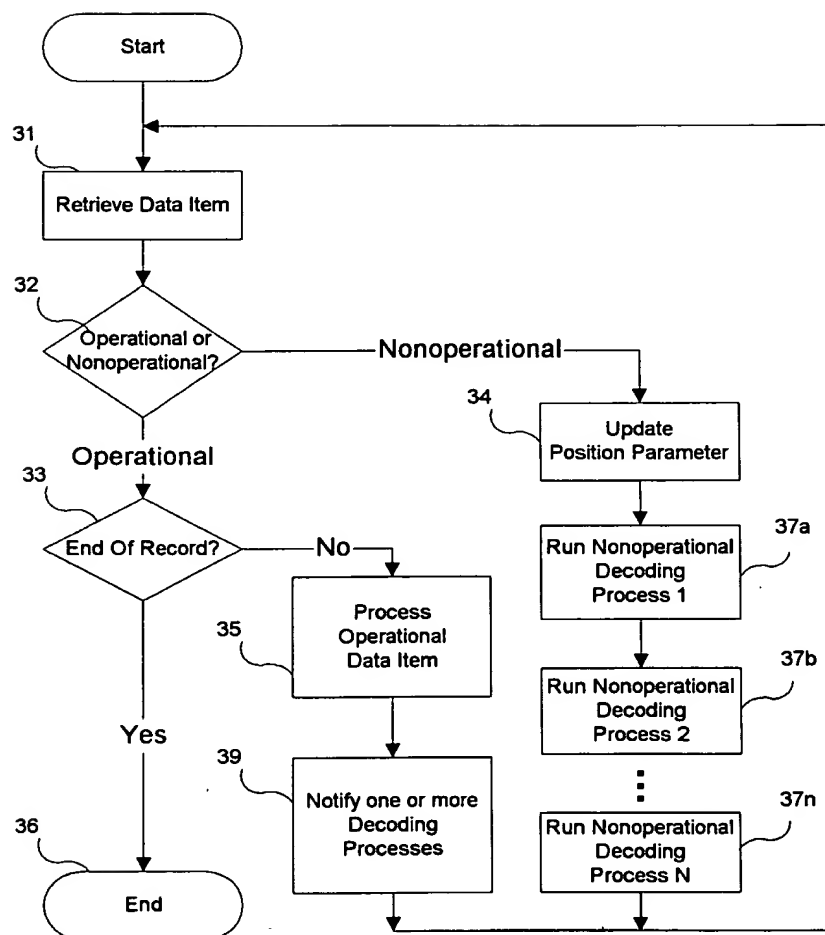 Start
31
Retrieve Data Item
32
Operational or
Nonoperational?
Nonoperational
34
Update
Position Parameter
Operational
33
End Of Record?
No
37a
Run Nonoperational
Decoding
Process 1
35
Process
Operational
Data Item
37b
Run Nonoperational
Decoding
Process 2
Yes
39
Notify one or more
Decoding
Processes
37n
Run Nonoperational
Decoding
Process N
36
End